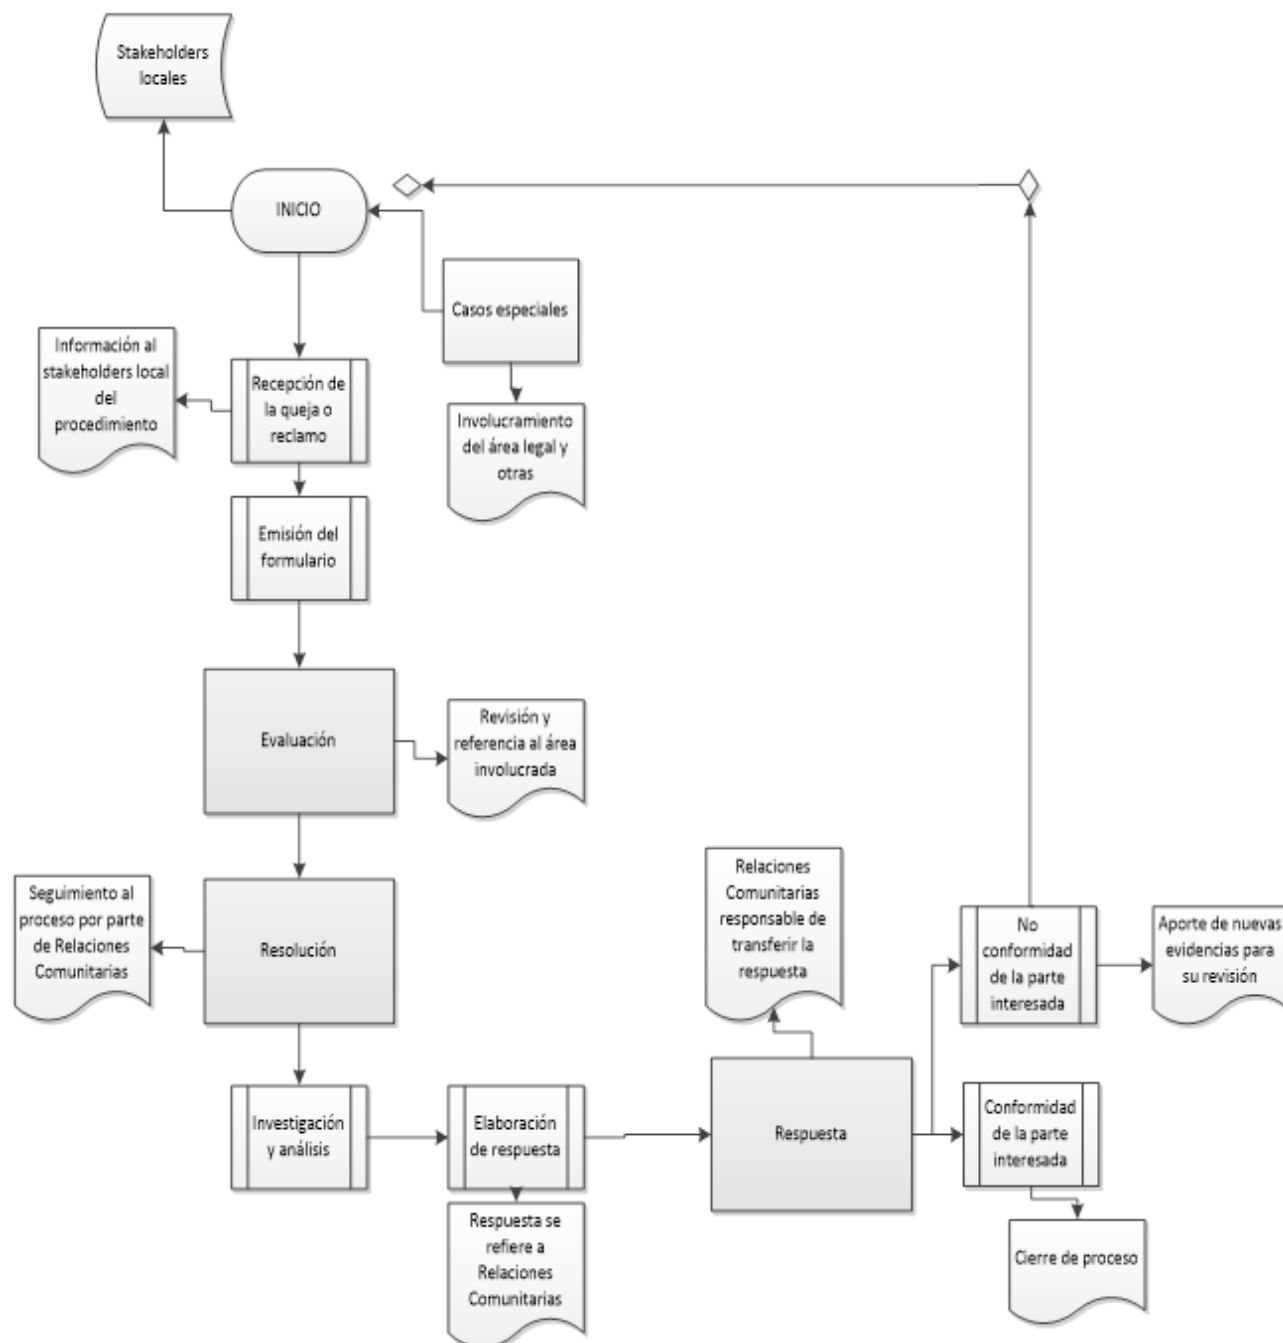 Stakeholders
locales
INICIO
Casos especiales
Información al
stakeholders local
del
procedimiento
Recepción de
la queja o
reclamo
Involucramiento
del área legal y
otras
Emisión del
formulario
Evaluación
Revisión y
referencia al área
involucrada
Seguimiento al
proceso por parte
de Relaciones
Comunitarias
Resolución
Relaciones
Comunitarias
responsable de
transferir la
respuesta
No
conformidad
de la parte
interesada
Aporte de nuevas
evidencias para
su revisión
Investigación
y análisis
Elaboración
de respuesta
Respuesta
Conformidad
de la parte
interesada
Respuesta se
refiere a
Relaciones
Comunitarias
Cierre de proceso